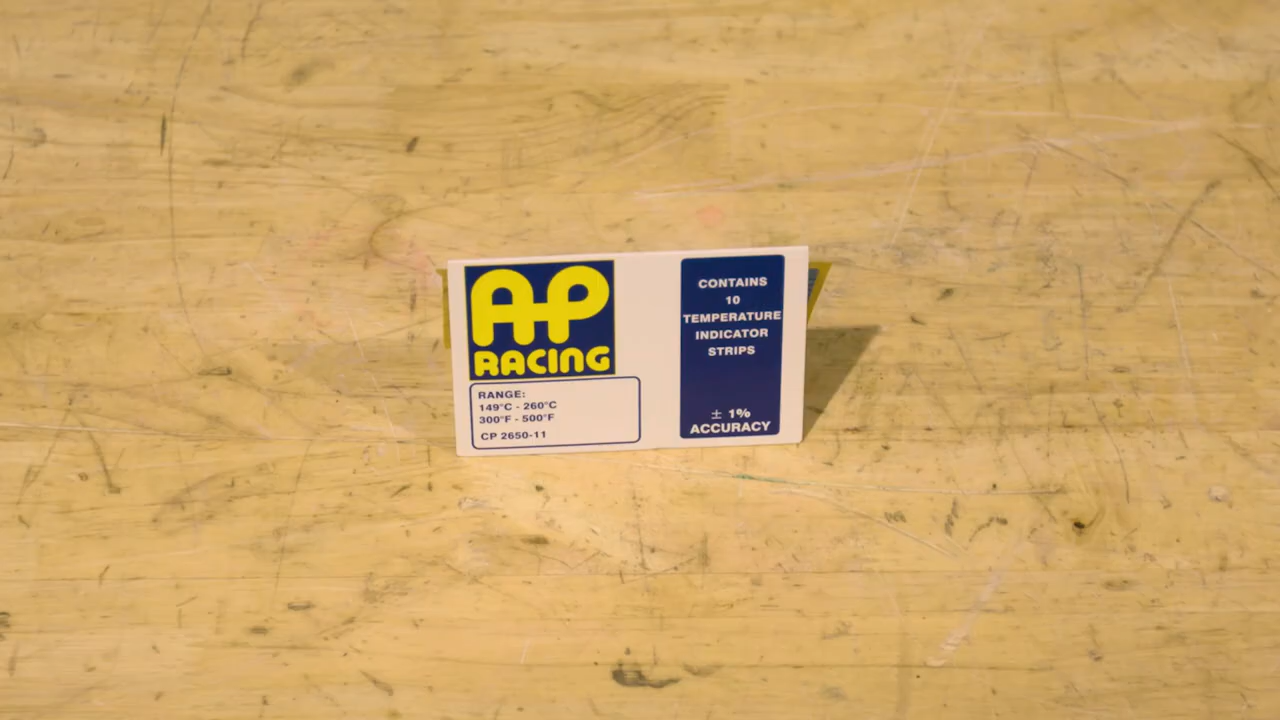 AP
RACING
RANGE:
149°C - 260°C
300°F - 500°F
CP 2650-11
CONTAINS
10
TEMPERATURE
INDICATOR
STRIPS
± 1%
ACCURACY